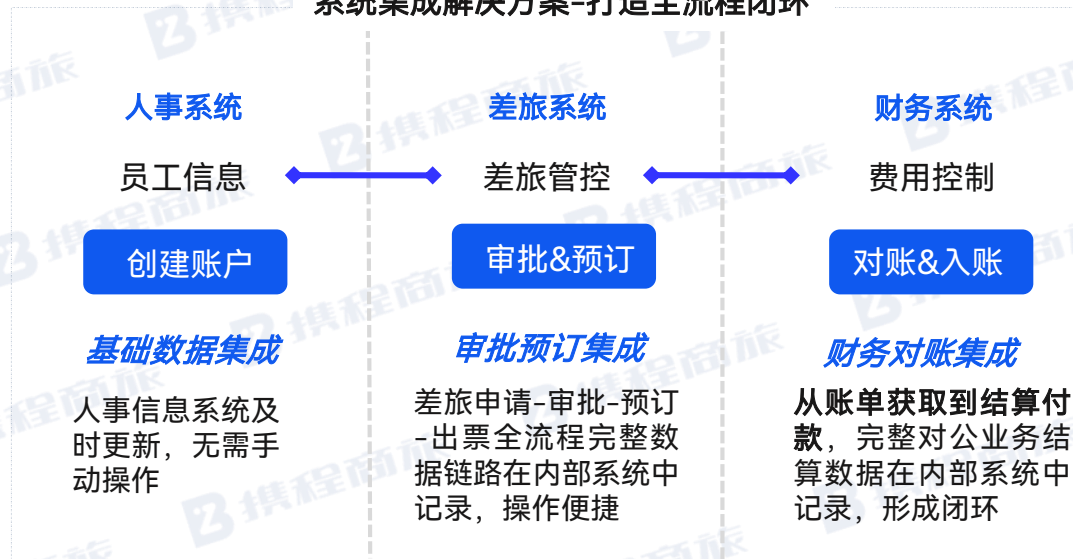 系统集成解决方案-打造全流程闭环
人事系统
员工信息
创建账户
基础数据集成
人事信息系统及
时更新，无需手
动操作
差旅系统
差旅管控
审批&预订
审批预订集成
差旅申请-审批-预订
-出票全流程完整数
据链路在内部系统中
记录，操作便捷
财务系统
费用控制
对账&入账
财务对账集成
从账单获取到结算付
款，完整对公业务结
算数据在内部系统中
记录，形成闭环
携程商旅